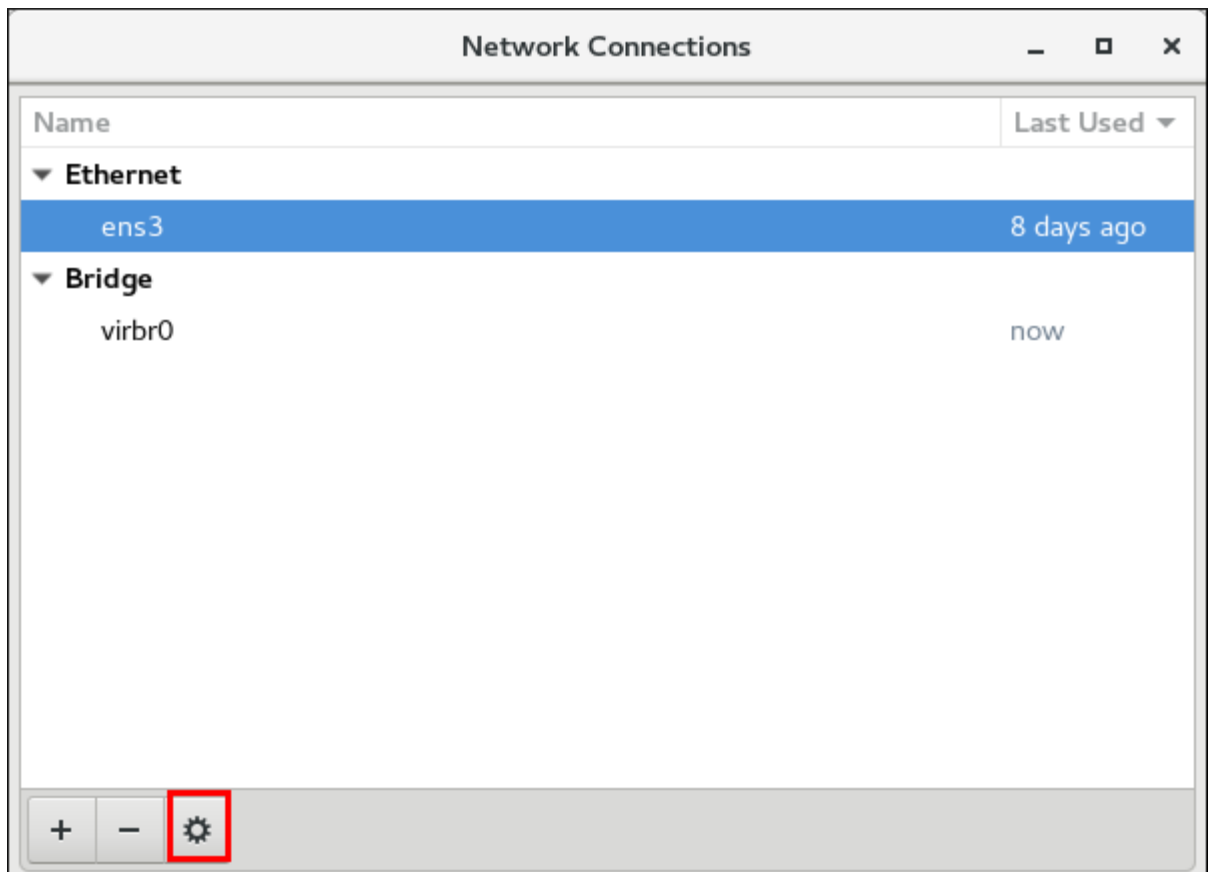 Network Connections
Name Last Used
Ethernet
ens3 8 days ago
Bridge
virbr0 now